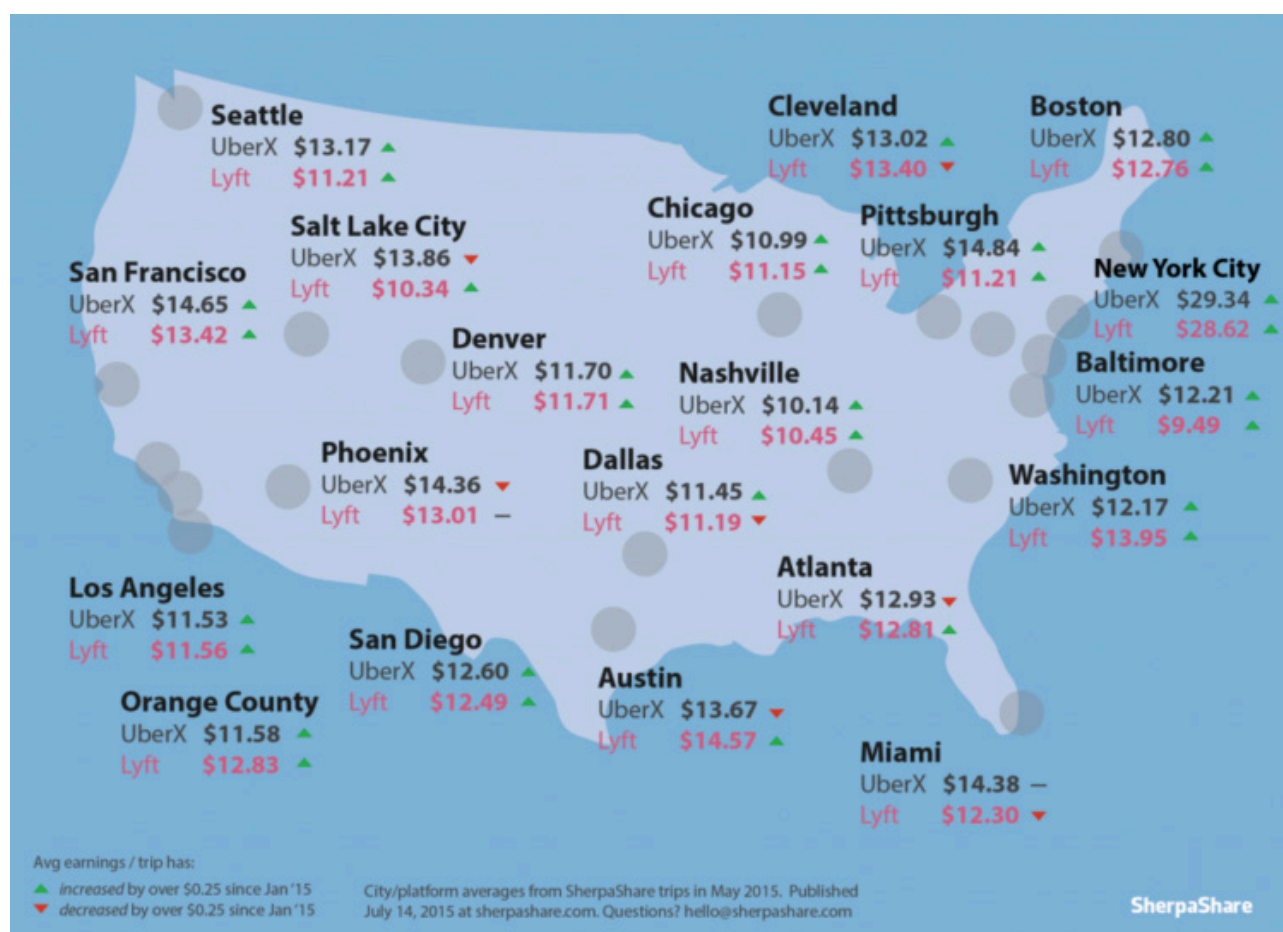 Seattle
UberX $13.17 ▲
Lyft $11.21 ▲
Salt Lake City
UberX $13.86 ▼
Lyft $10.34 ▲
San Francisco
UberX $14.65 ▲
Lyft $13.42 ▲
Denver
UberX $11.70 ▲
Lyft $11.71 ▲
Cleveland
UberX $13.02 ▲
Lyft $13.40 ▼
Boston
UberX $12.80 ▲
Lyft $12.76 ▲
Chicago
UberX $10.99 ▲
Lyft $11.15 ▲
Pittsburgh
UberX $14.84 ▲
Lyft $11.21 ▲
New York City
UberX $29.34 ▲
Lyft $28.62 ▲
Baltimore
UberX $12.21 ▲
Lyft $9.49 ▲
Nashville
UberX $10.14 ▲
Lyft $10.45 ▲
Phoenix
UberX $14.36 ▼
Lyft $13.01 –
Dallas
UberX $11.45 ▲
Lyft $11.19 ▼
Washington
UberX $12.17 ▲
Lyft $13.95 ▲
Atlanta
UberX $12.93 ▼
Lyft $12.81 ▲
Los Angeles
UberX $11.53 ▲
Lyft $11.56 ▲
San Diego
UberX $12.60 ▲
Lyft $12.49 ▲
Orange County
UberX $11.58 ▲
Lyft $12.83 ▲
Austin
UberX $13.67 ▼
Lyft $14.57 ▲
Miami
UberX $14.38 –
Lyft $12.30 ▼
Avg earnings / trip has:
▲ increased by over $0.25 since Jan '15
▼ decreased by over $0.25 since Jan '15
City/platform averages from SherpaShare trips in May 2015. Published
July 14, 2015 at sherpashare.com. Questions? hello@sherpashare.com
SherpaShare